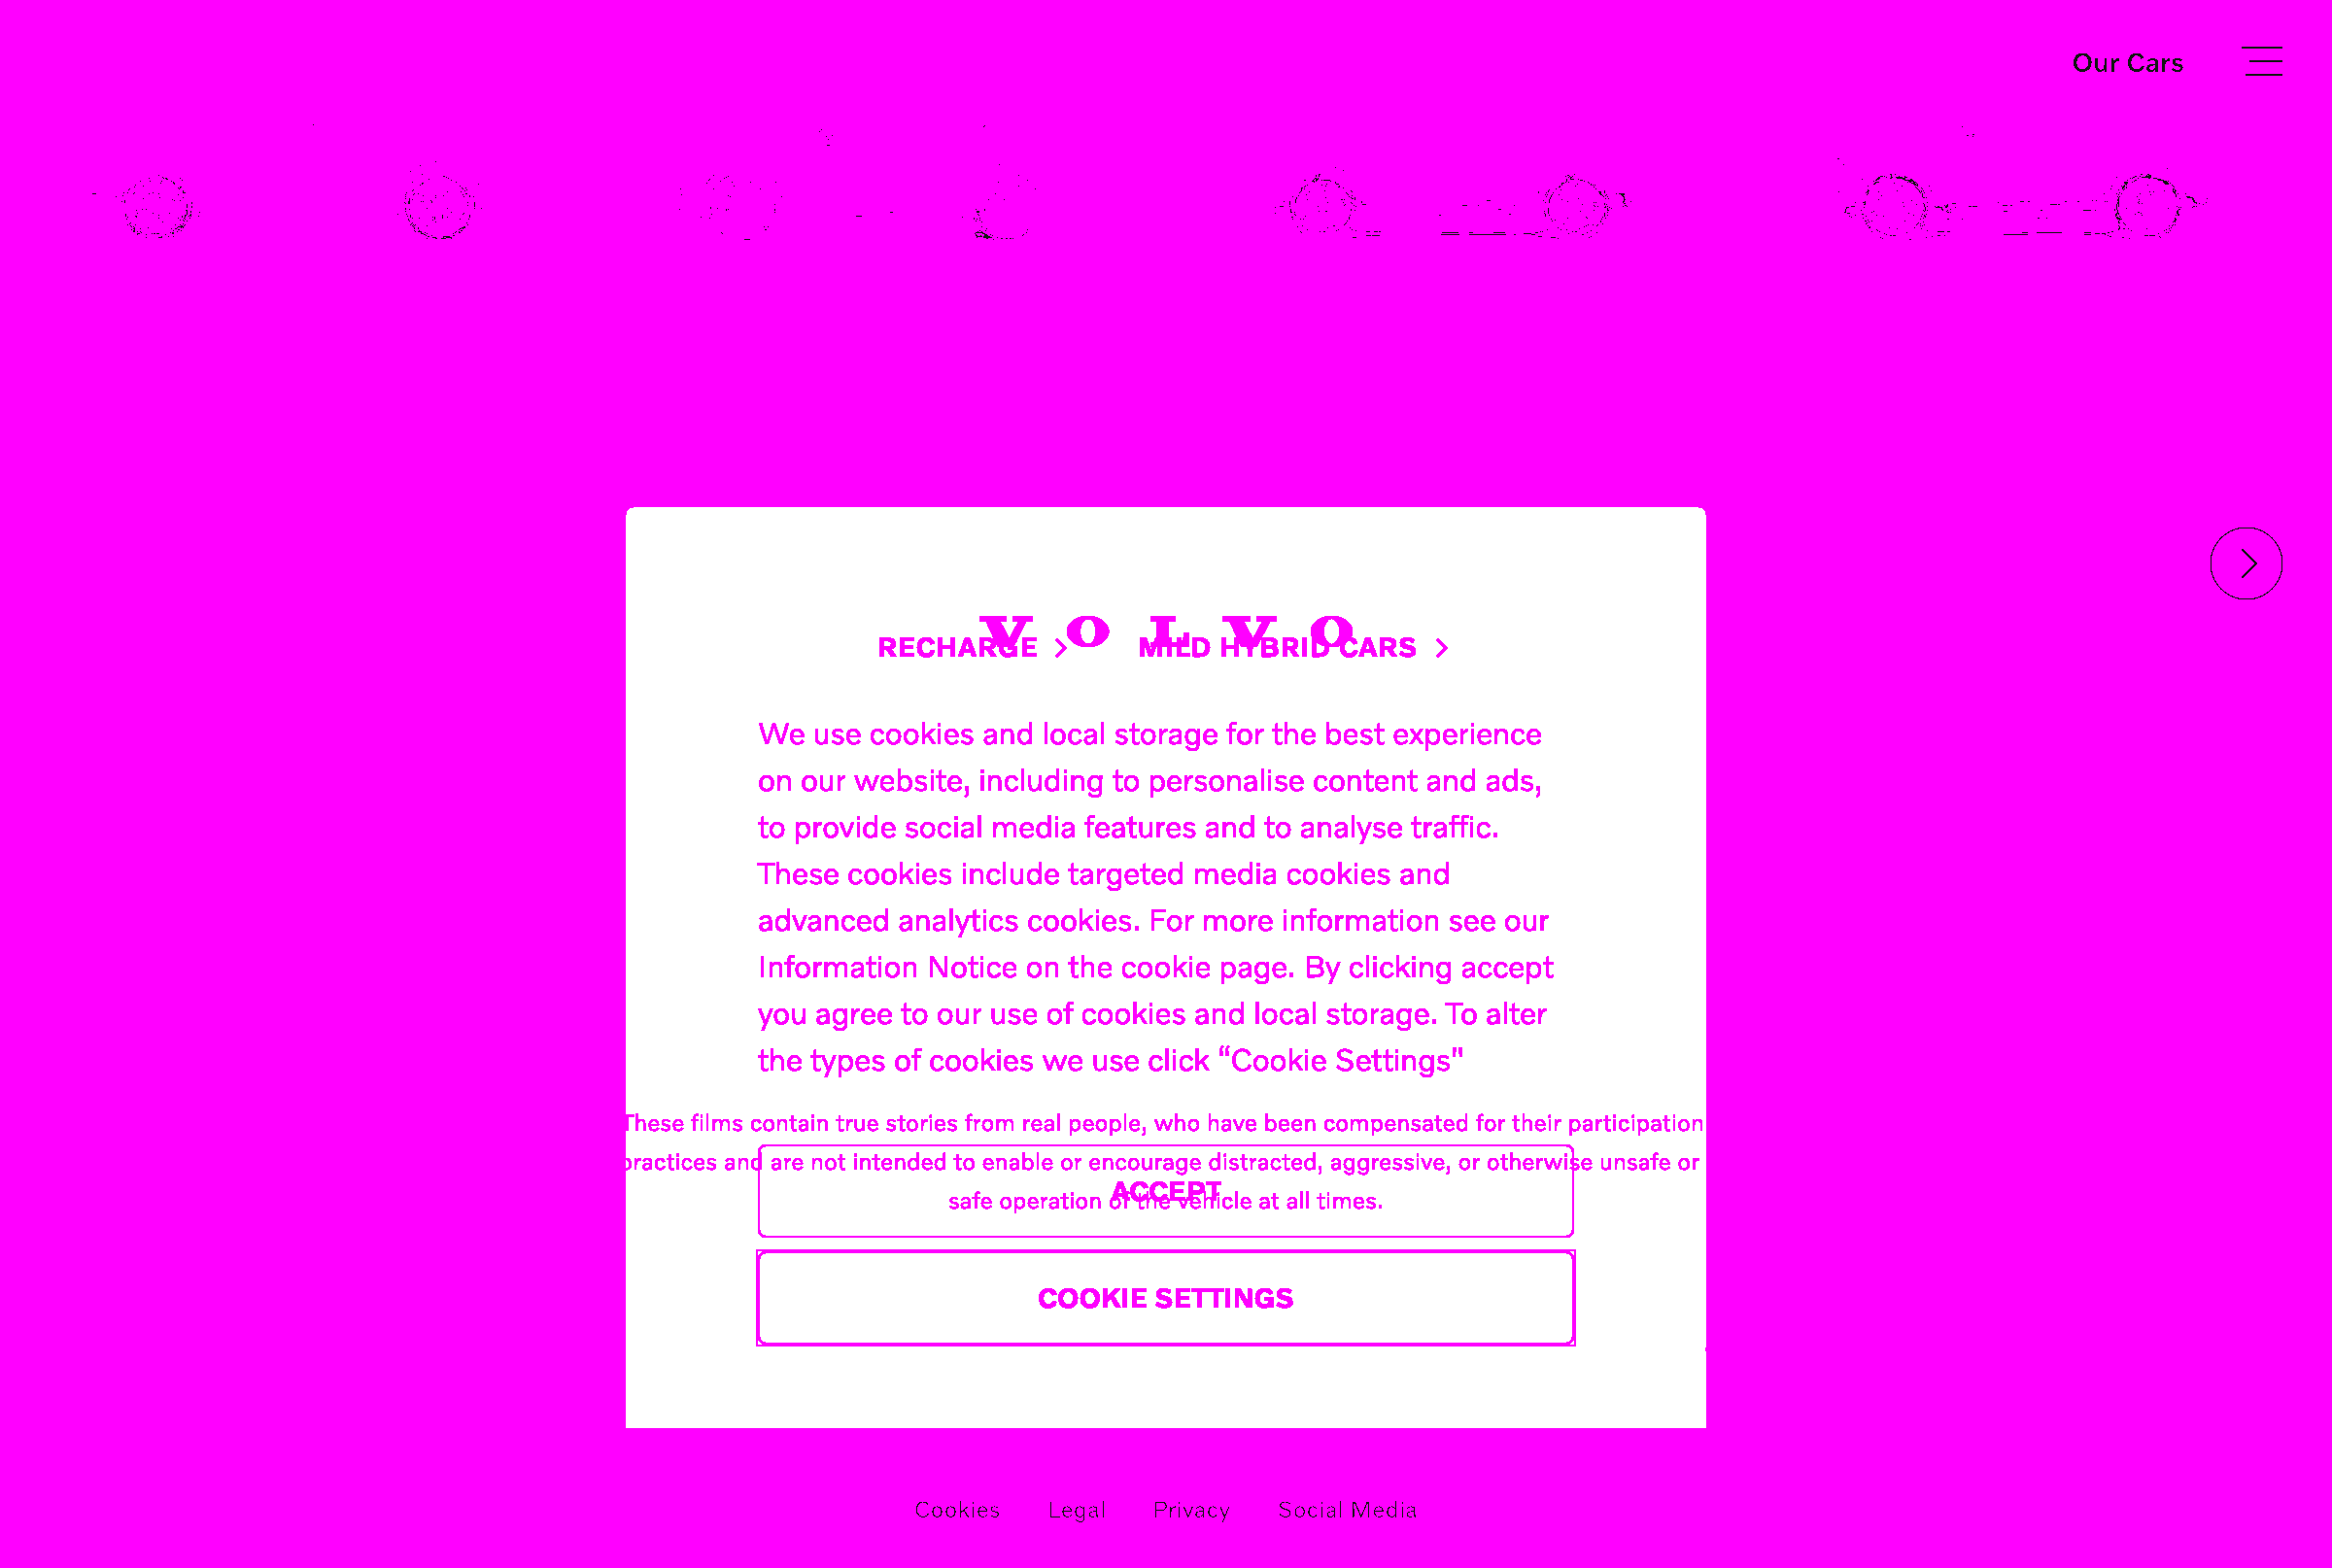 Our Cars
VOLVO
RECHARGE MILD HYBRID CARS
We use cookies and local storage for the best experience
on our website, including to personalise content and ads,
to provide social media features and to analyse traffic.
These cookies include targeted media cookies and
advanced analytics cookies. For more information see our
Information Notice on the cookie page. By clicking accept
you agree to our use of cookies and local storage. To alter
the types of cookies we use click “Cookie Settings"
These films contain true stories from real people, who have been compensated for their participation
practices and are not intended to enable or encourage distracted, aggressive, or otherwise unsafe or
ACCEPT
safe operation of the vehicle at all times.
COOKIE SETTINGS
Cookies Legal Privacy Social Media